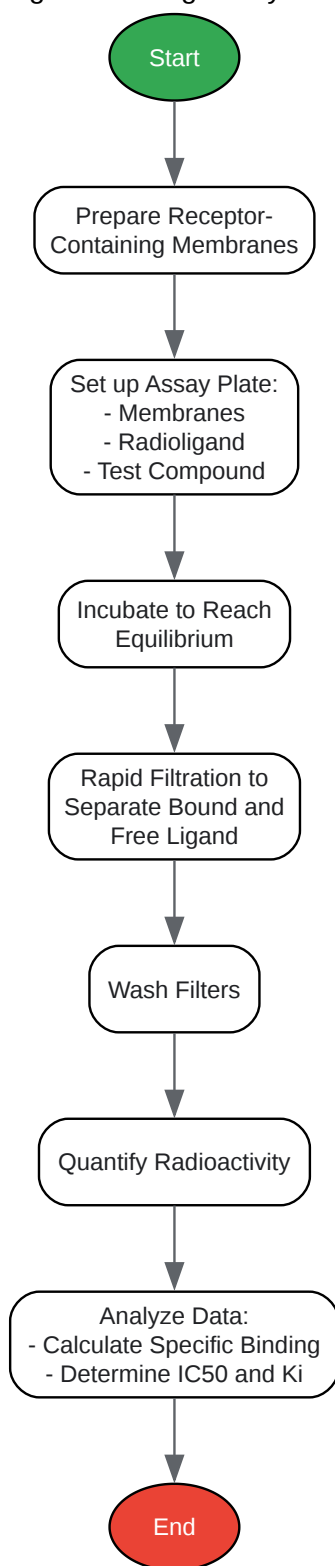 Start
Prepare Receptor-
Containing Membranes
Set up Assay Plate:
- Membranes
- Radioligand
- Test Compound
Incubate to Reach
Equilibrium
Rapid Filtration to
Separate Bound and
Free Ligand
Wash Filters
Quantify Radioactivity
Analyze Data:
- Calculate Specific Binding
- Determine IC50 and Ki
End